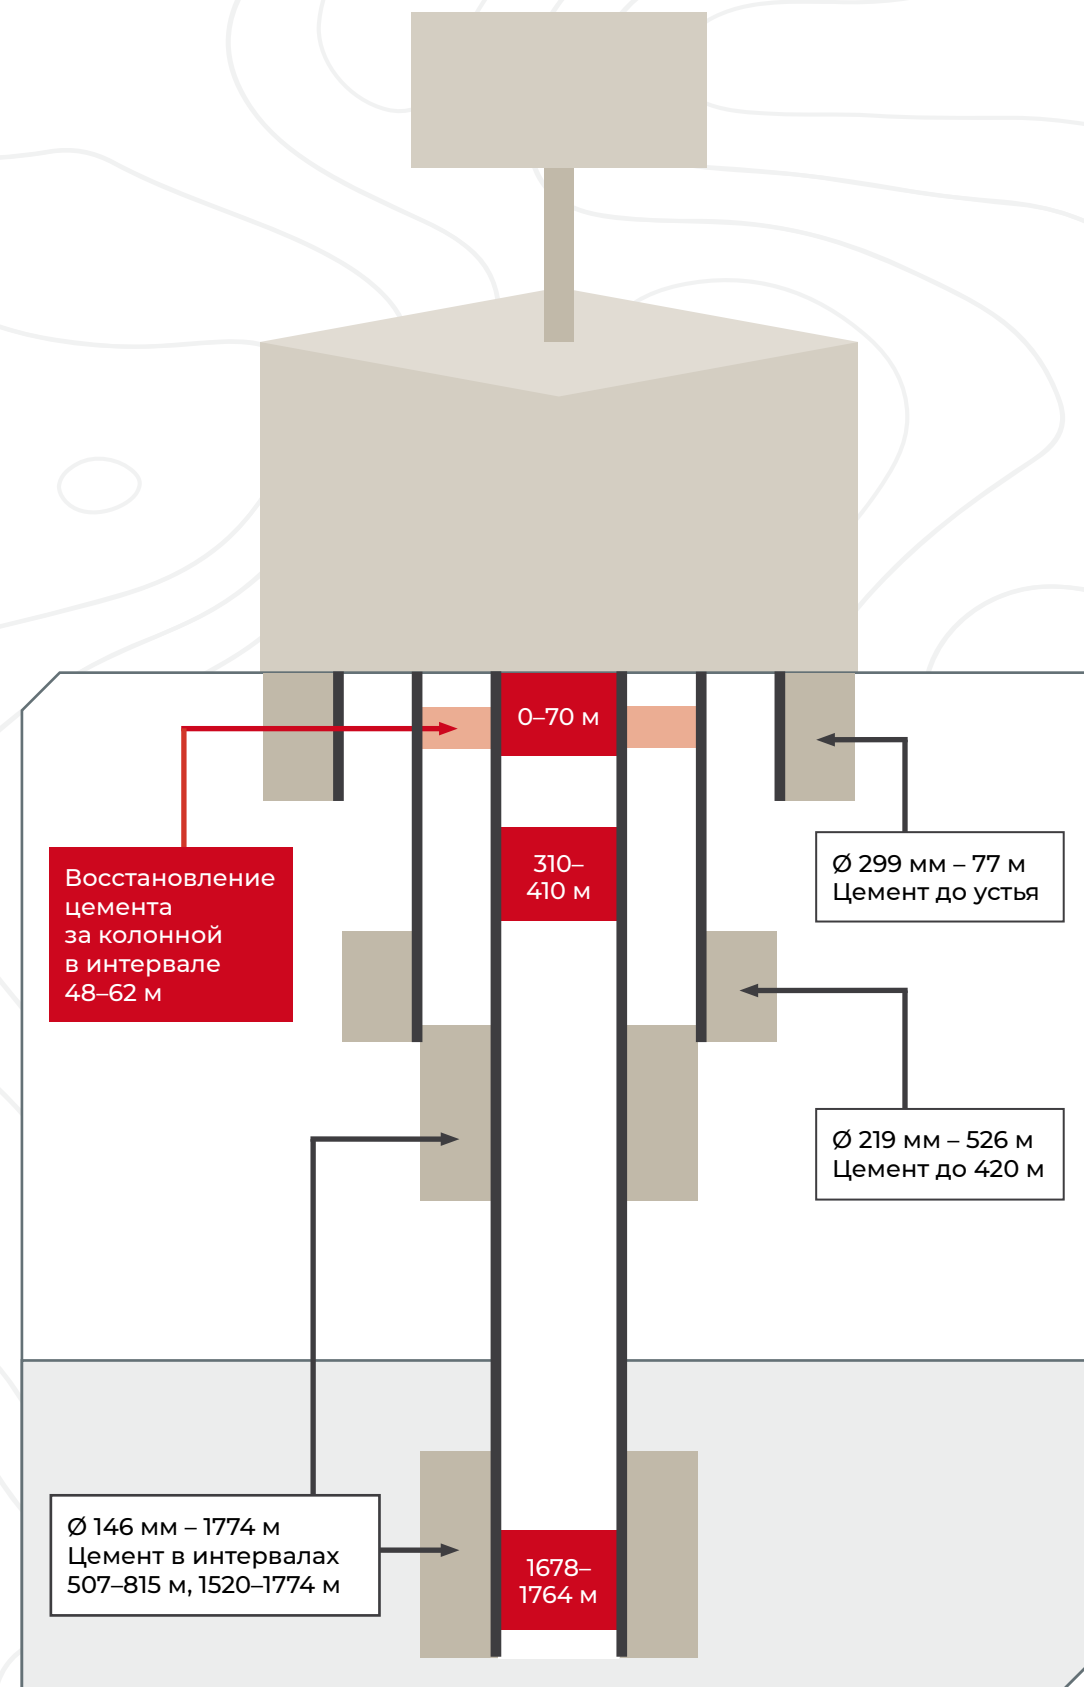 0–70 м
310–
410 м
Восстановление
цемента
за колонной
в интервале
48–62 м
Ø 299 мм – 77 м
Цемент до устья
Ø 219 мм – 526 м
Цемент до 420 м
Ø 146 мм – 1774 м
Цемент в интервалах
507–815 м, 1520–1774 м
1678–
1764 м